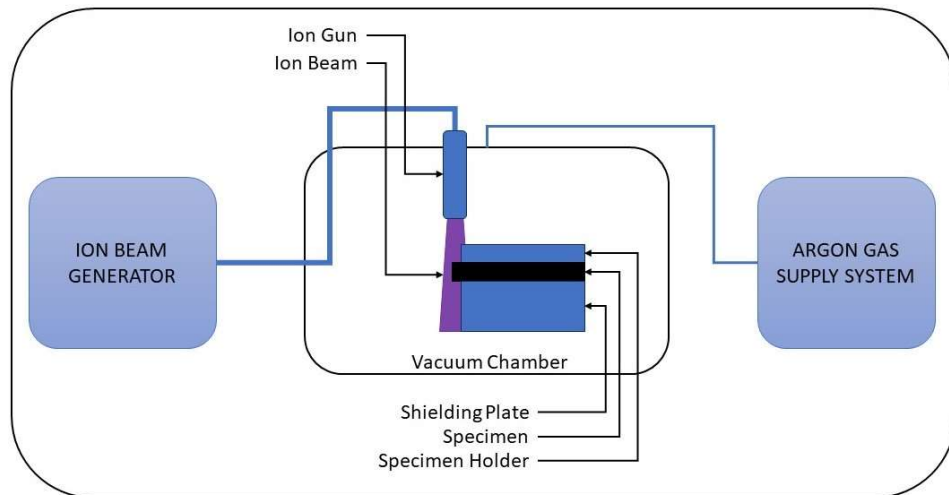 Ion Gun
Ion Beam
ION BEAM
GENERATOR
ARGON GAS
SUPPLY SYSTEM
Vacuum Chamber
Shielding Plate
Specimen
Specimen Holder